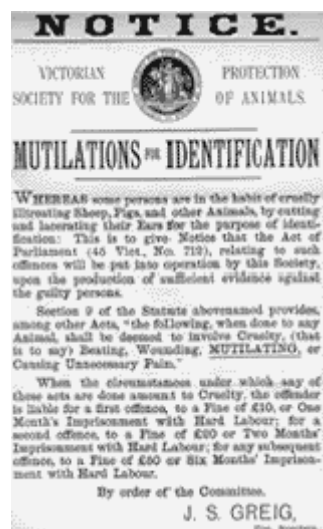 NOTICE.
VICTORIAN PROTECTION
SOCIETY FOR THE OF ANIMALS.
MUTILATIONS FOR IDENTIFICATION
WHEREAS some persons are in the habit of cruelly
illtreating Sheep, Pigs, and other Animals, by cutting
and lacerating their Ears for the purpose of identi-
fication: This is to give Notice that the Act of
Parliament (45 Vict., No. 712), relating to such
offences will be put into operation by this Society,
upon the production of sufficient evidence against
the guilty persons.
Section 9 of the Statute abovenamed provides,
among other Acts, "the following, when done to any
Animal, shall be deemed to involve Cruelty, (that
is to say) Beating, Wounding, MUTILATING, or
Causing Unnecessary Pain."
When the circumstances under which any of
these acts are done amount to Cruelty, the offender
is liable for a first offence, to a Fine of £10, or One
Month's Imprisonment with Hard Labour; for a
second offence, to a Fine of £20 or Two Months'
Imprisonment with Hard Labour; for any subsequent
offence, to a Fine of £50 or Six Months' Imprison-
ment with Hard Labour.
By order of the Committee.
J. S. GREIG,